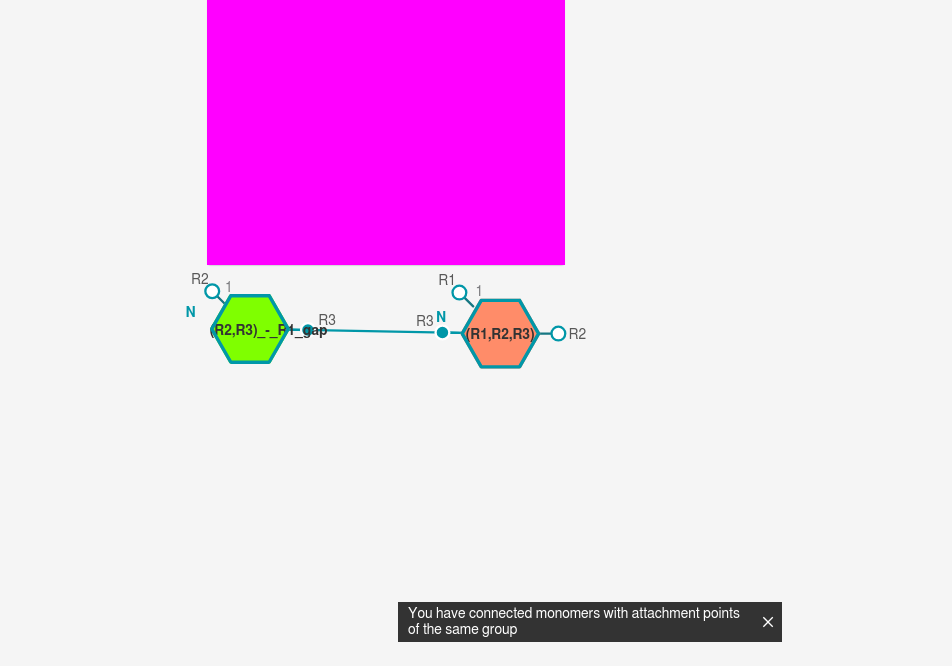 R2
1
N
(R2,R3)_-_R1_gap
R3
R1
1
R3
N
(R1,R2,R3)
R2
You have connected monomers with attachment points
of the same group